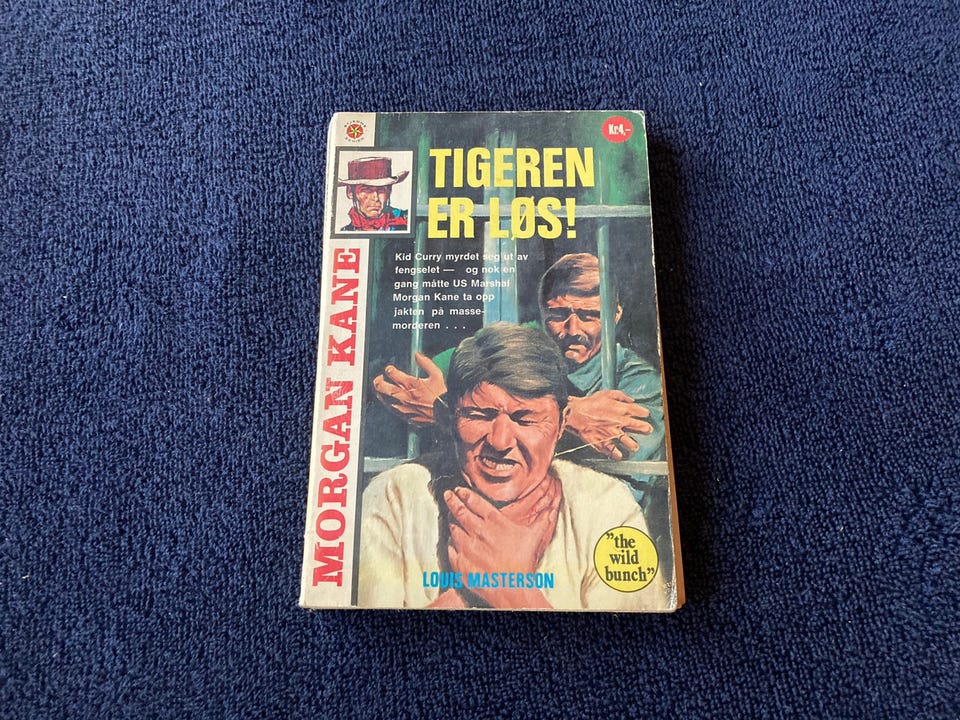 Kr.4,-
TIGEREN
ER LØS!
Kid Curry myrdet seg ut av
fengselet — og nok en
gang måtte US Marshal
Morgan Kane ta opp
jakten på masse-
morderen . . .
MORGAN KANE
"the
wild
bunch"
LOUIS MASTERSON